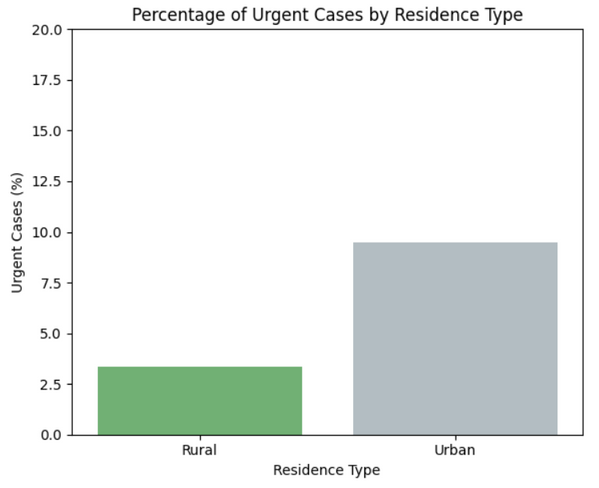 Percentage of Urgent Cases by Residence Type
20.0
17.5
15.0
12.5
10.0
7.5
5.0
2.5
0.0
Urgent Cases (%)
Rural
Urban
Residence Type